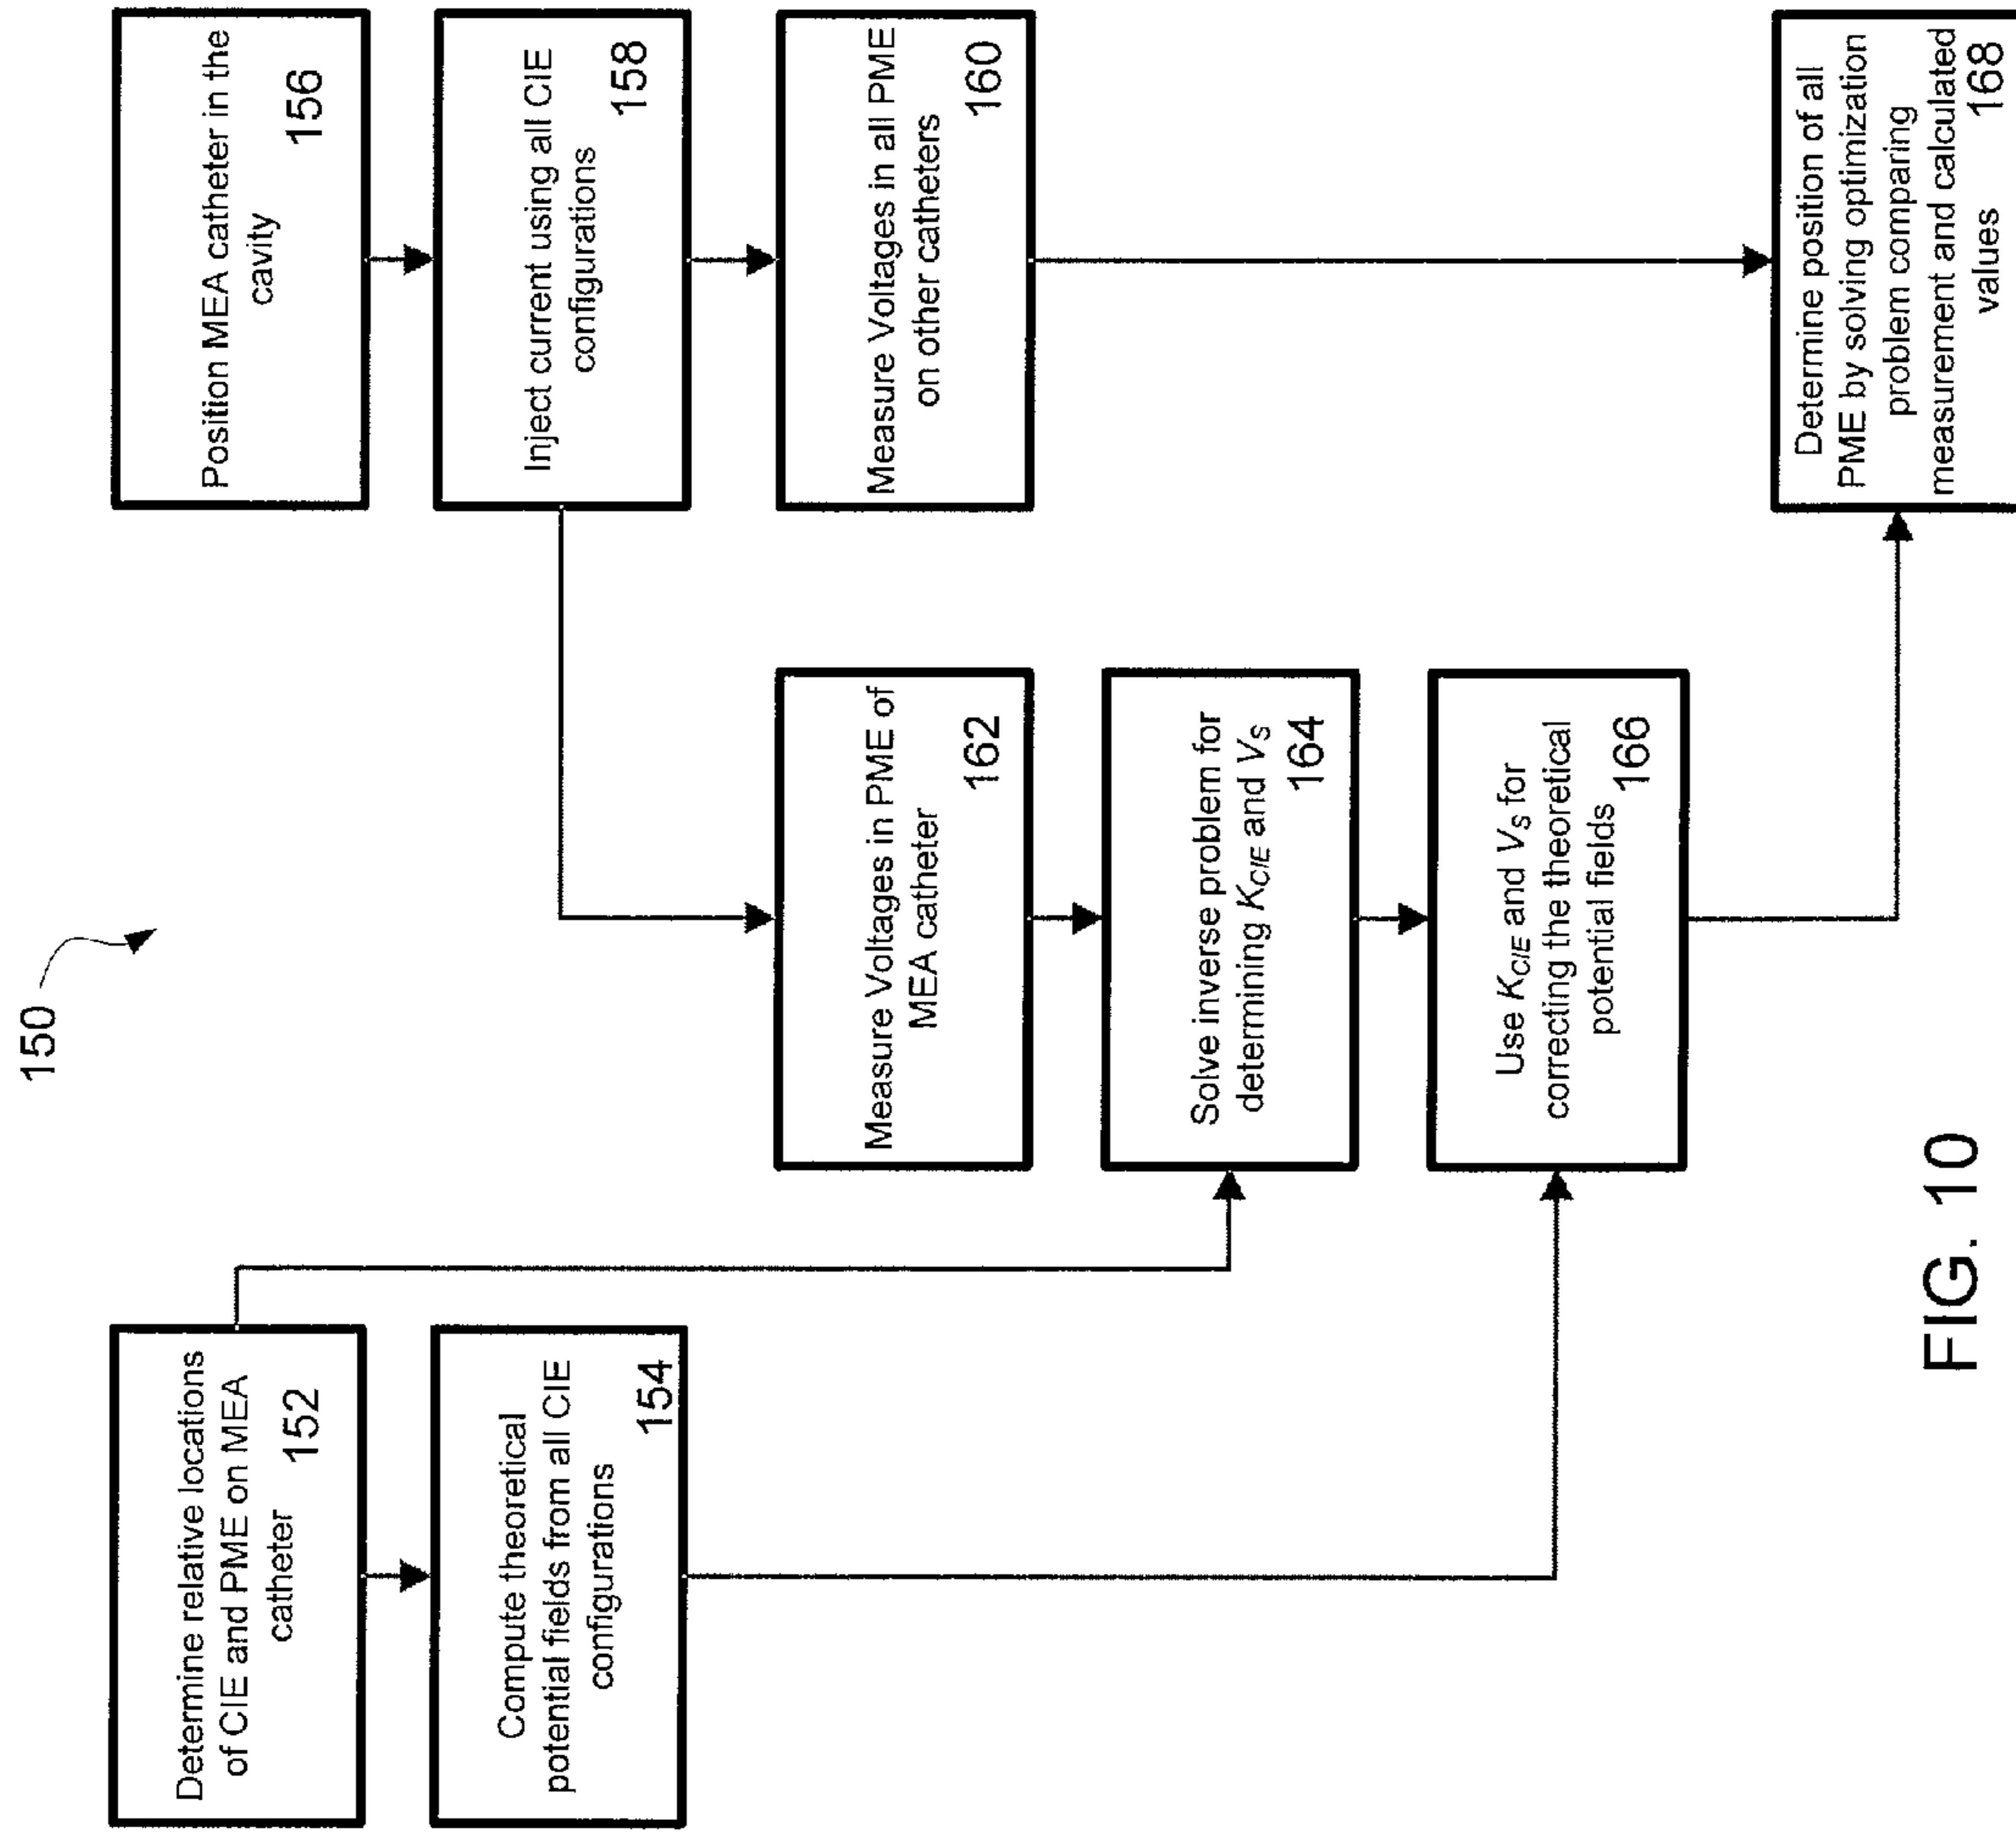 150
Determine relative locations
of CIE and PME on MEA
catheter
152
Compute theoretical
potential fields from all CIE
configurations
154
Position MEA catheter in the
cavity
156
Inject current using all CIE
configurations
158
Measure Voltages in all PME
on other catheters
160
Measure Voltages in PME of
MEA catheter
162
Solve inverse problem for
determining KCIE and VS
164
Use KCIE and VS for
correcting the theoretical
potential fields
166
Determine position of all
PME by solving optimization
problem comparing
measurement and calculated
values
168
FIG. 10